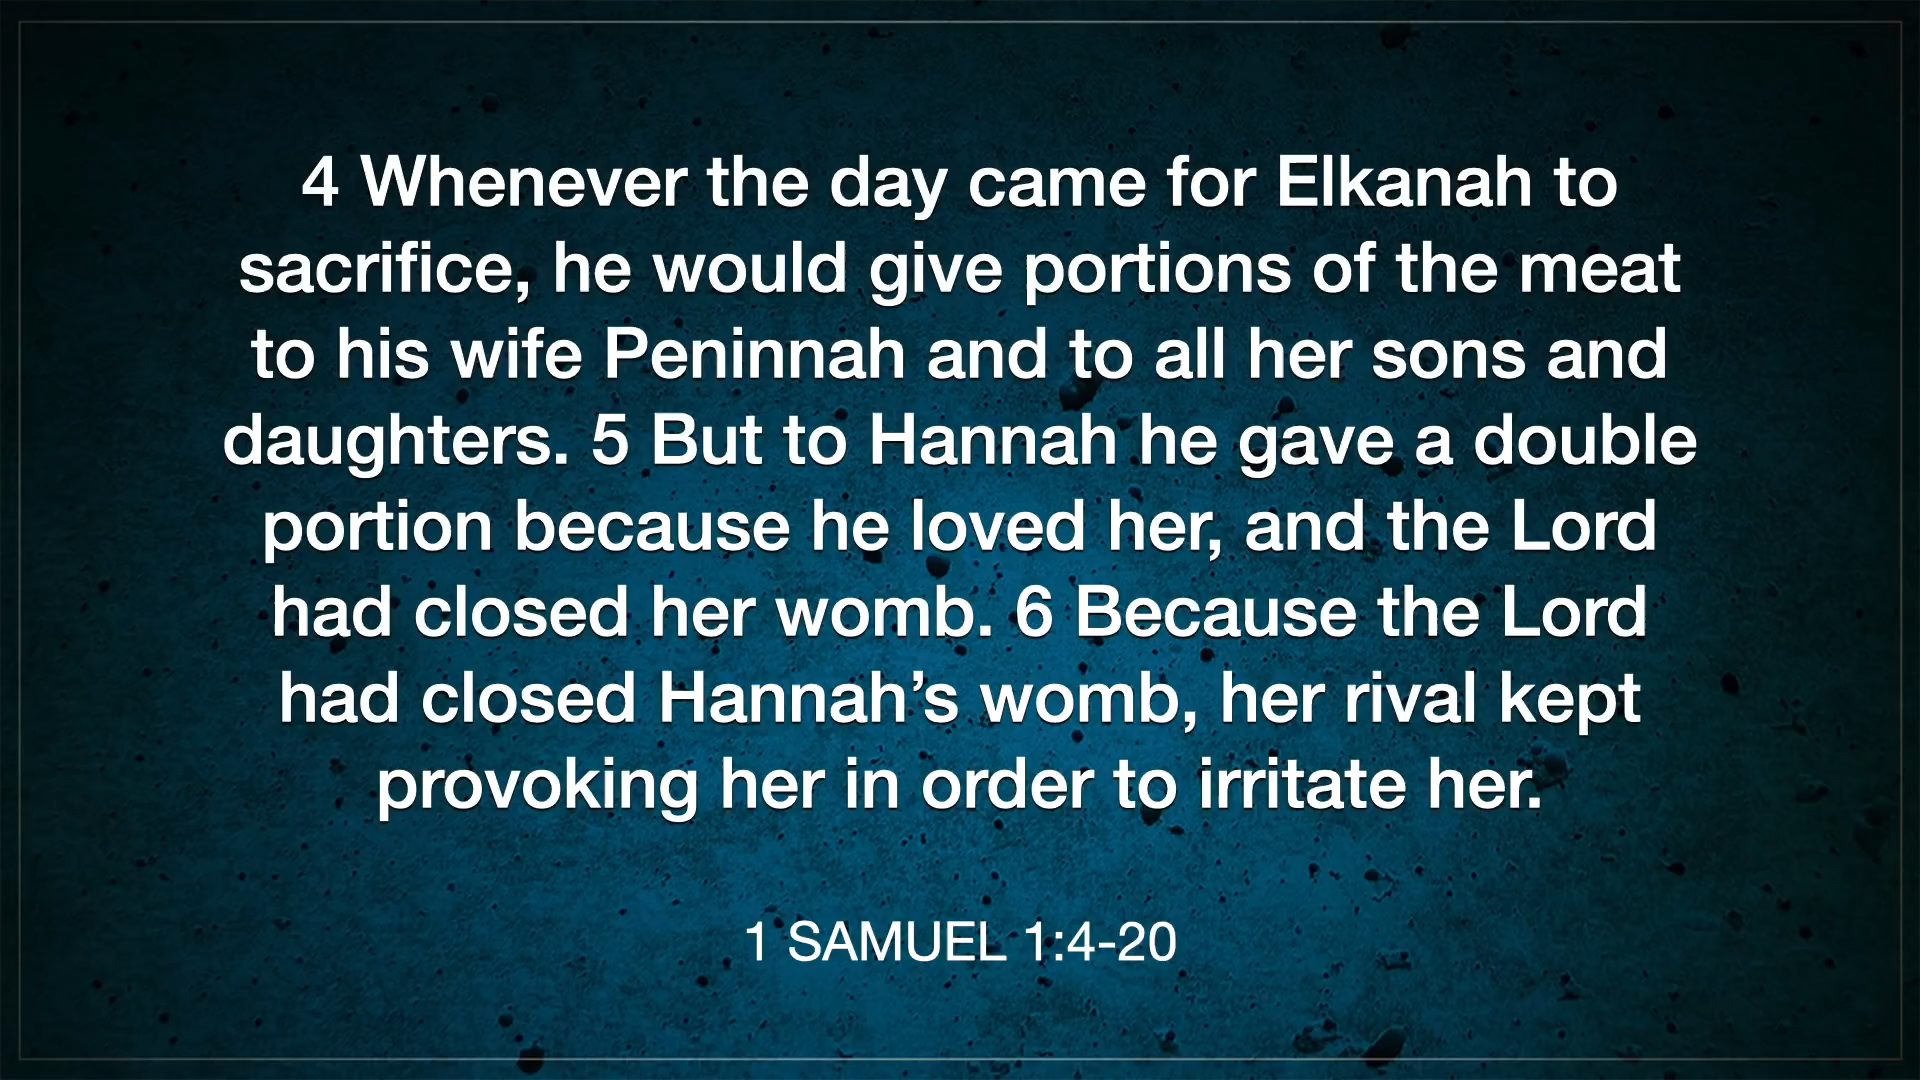 4 Whenever the day came for Elkanah to
sacrifice, he would give portions of the meat
to his wife Peninnah and to all her sons and
daughters. 5 But to Hannah he gave a double
portion because he loved her, and the Lord
had closed her womb. 6 Because the Lord
had closed Hannah’s womb, her rival kept
provoking her in order to irritate her.
1 SAMUEL 1:4-20